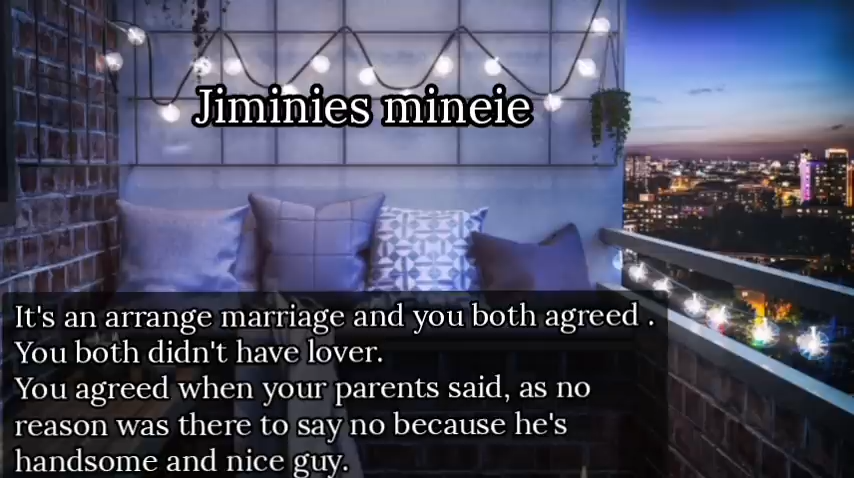 Jiminies mineie
It's an arrange marriage and you both agreed .
You both didn't have lover.
You agreed when your parents said, as no
reason was there to say no because he's
handsome and nice guy.